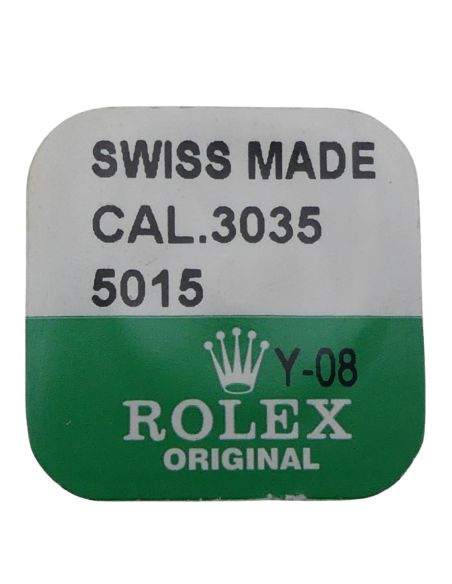 SWISS MADE
CAL.3035
5015
Y-08
ROLEX
ORIGINAL